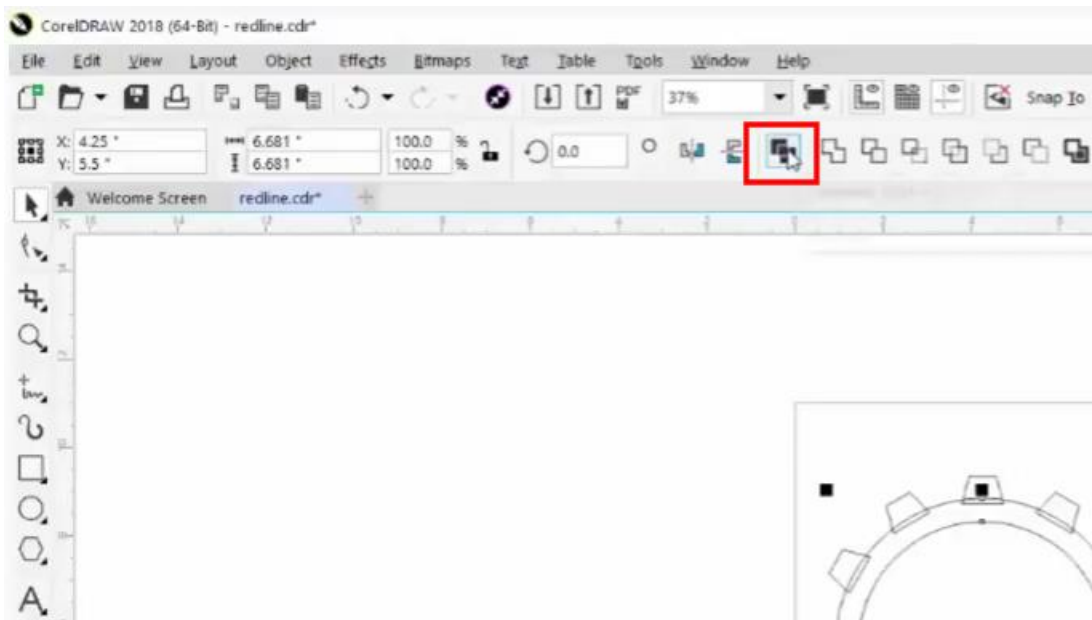 CorelDRAW 2018 (64-Bit) - redline.cdr*
File Edit View Layout Object Effects Bitmaps Text Table Tools Window Help
PDF 37% Snap To
X: 4.25 " 6.681 " 100.0 % 0.0 °
Y: 5.5 " 6.681 " 100.0 %
Welcome Screen redline.cdr*